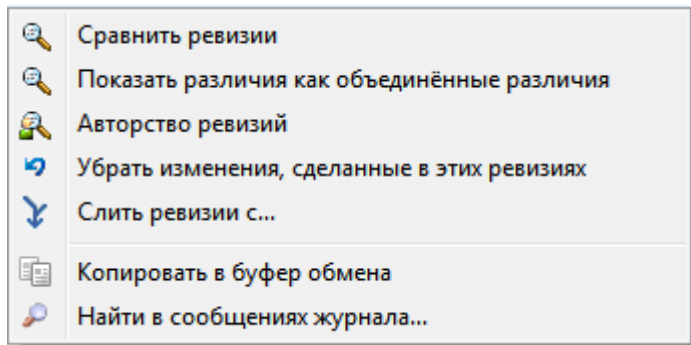 Сравнить ревизии
Показать различия как объединённые различия
Авторство ревизий
Убрать изменения, сделанные в этих ревизиях
Слить ревизии с...
Копировать в буфер обмена
Найти в сообщениях журнала...